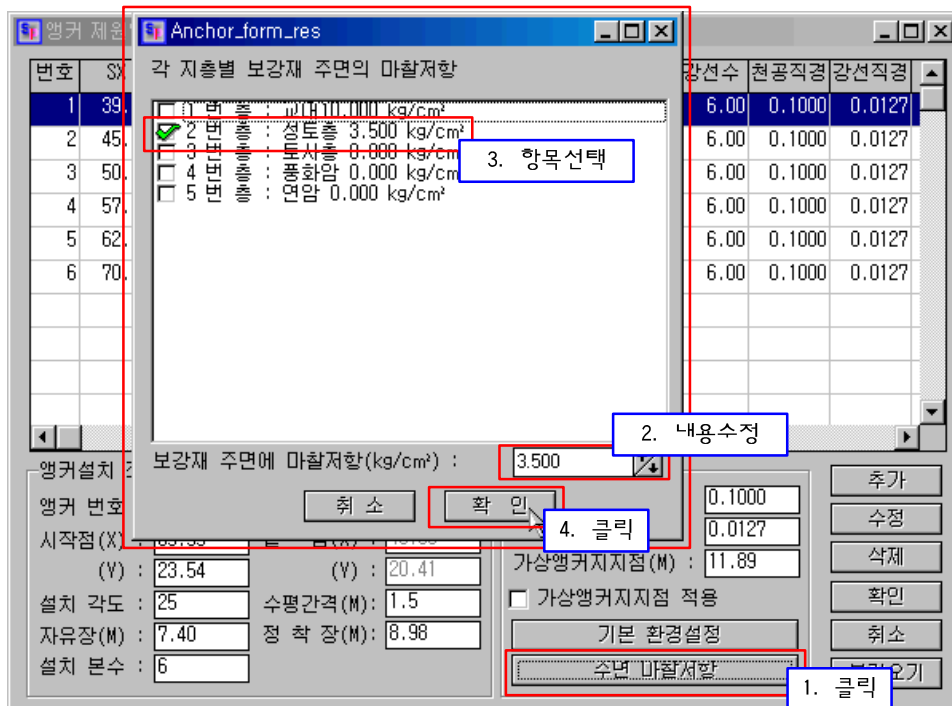 앵커 제원
Anchor_form_res
각 지층별 보강재 주면의 마찰저항
1 번 층 : 교대10.000 kg/cm²
2 번 층 : 성토층 3.500 kg/cm²
3 번 층 : 토사층 0.000 kg/cm²
4 번 층 : 풍화암 0.000 kg/cm
5 번 층 : 연암 0.000 kg/cm²
3. 항목선택
보강재 주면에 마찰저항(kg/cm²) : 3.500
2. 내용수정
취 소 확 인
4. 클릭
번호 SX 강선수 천공직경 강선직경
1 39. 6.00 0.1000 0.0127
2 45. 6.00 0.1000 0.0127
3 50. 6.00 0.1000 0.0127
4 57. 6.00 0.1000 0.0127
5 62. 6.00 0.1000 0.0127
6 70. 6.00 0.1000 0.0127
앵커설치
앵커 번호
시작점(X) :
(Y) : 23.54 (Y) : 20.41
설치 각도 : 25 수평간격(M): 1.5
자유장(M) : 7.40 정 착 장(M): 8.98
설치 본수 : 6
0.1000
0.0127
가상앵커지지점(M) : 11.89
가상앵커지지점 적용
기본 환경설정
주변 마찰저항
1. 클릭
추가
수정
삭제
확인
취소